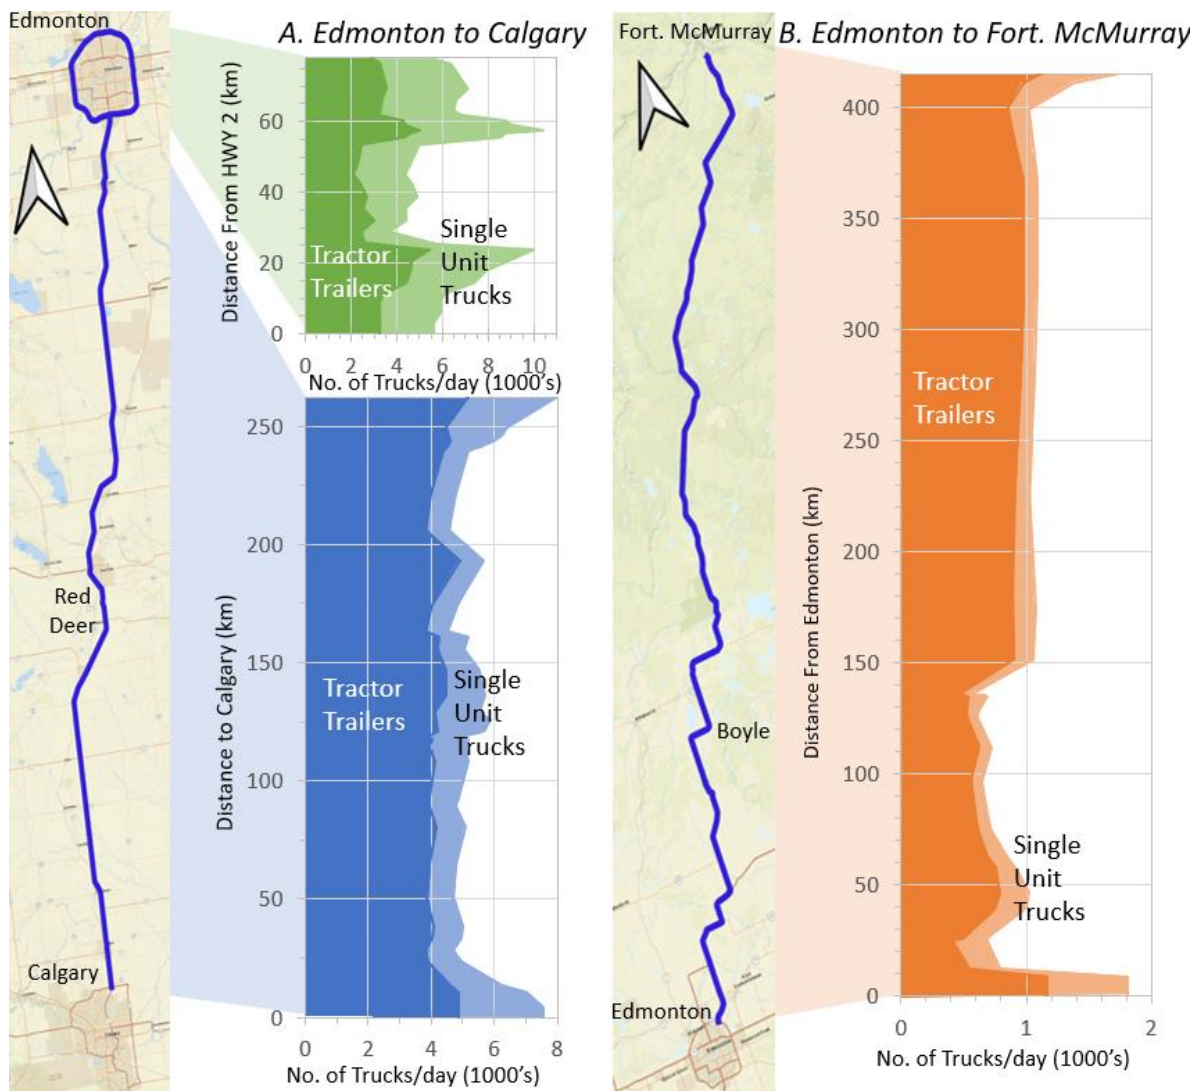 Edmonton
A. Edmonton to Calgary
Distance From HWY 2 (km)
60
40
20
0
Tractor
Trailers
Single
Unit
Trucks
0 2 4 6 8 10
No. of Trucks/day (1000's)
Distance to Calgary (km)
250
200
150
100
50
0
Tractor
Trailers
Single
Unit
Trucks
0 2 4 6 8
No. of Trucks/day (1000's)
Red
Deer
Calgary
Fort. McMurray
B. Edmonton to Fort. McMurray
Distance From Edmonton (km)
400
350
300
250
200
150
100
50
0
Tractor
Trailers
Single
Unit
Trucks
0 1 2
No. of Trucks/day (1000's)
Boyle
Edmonton